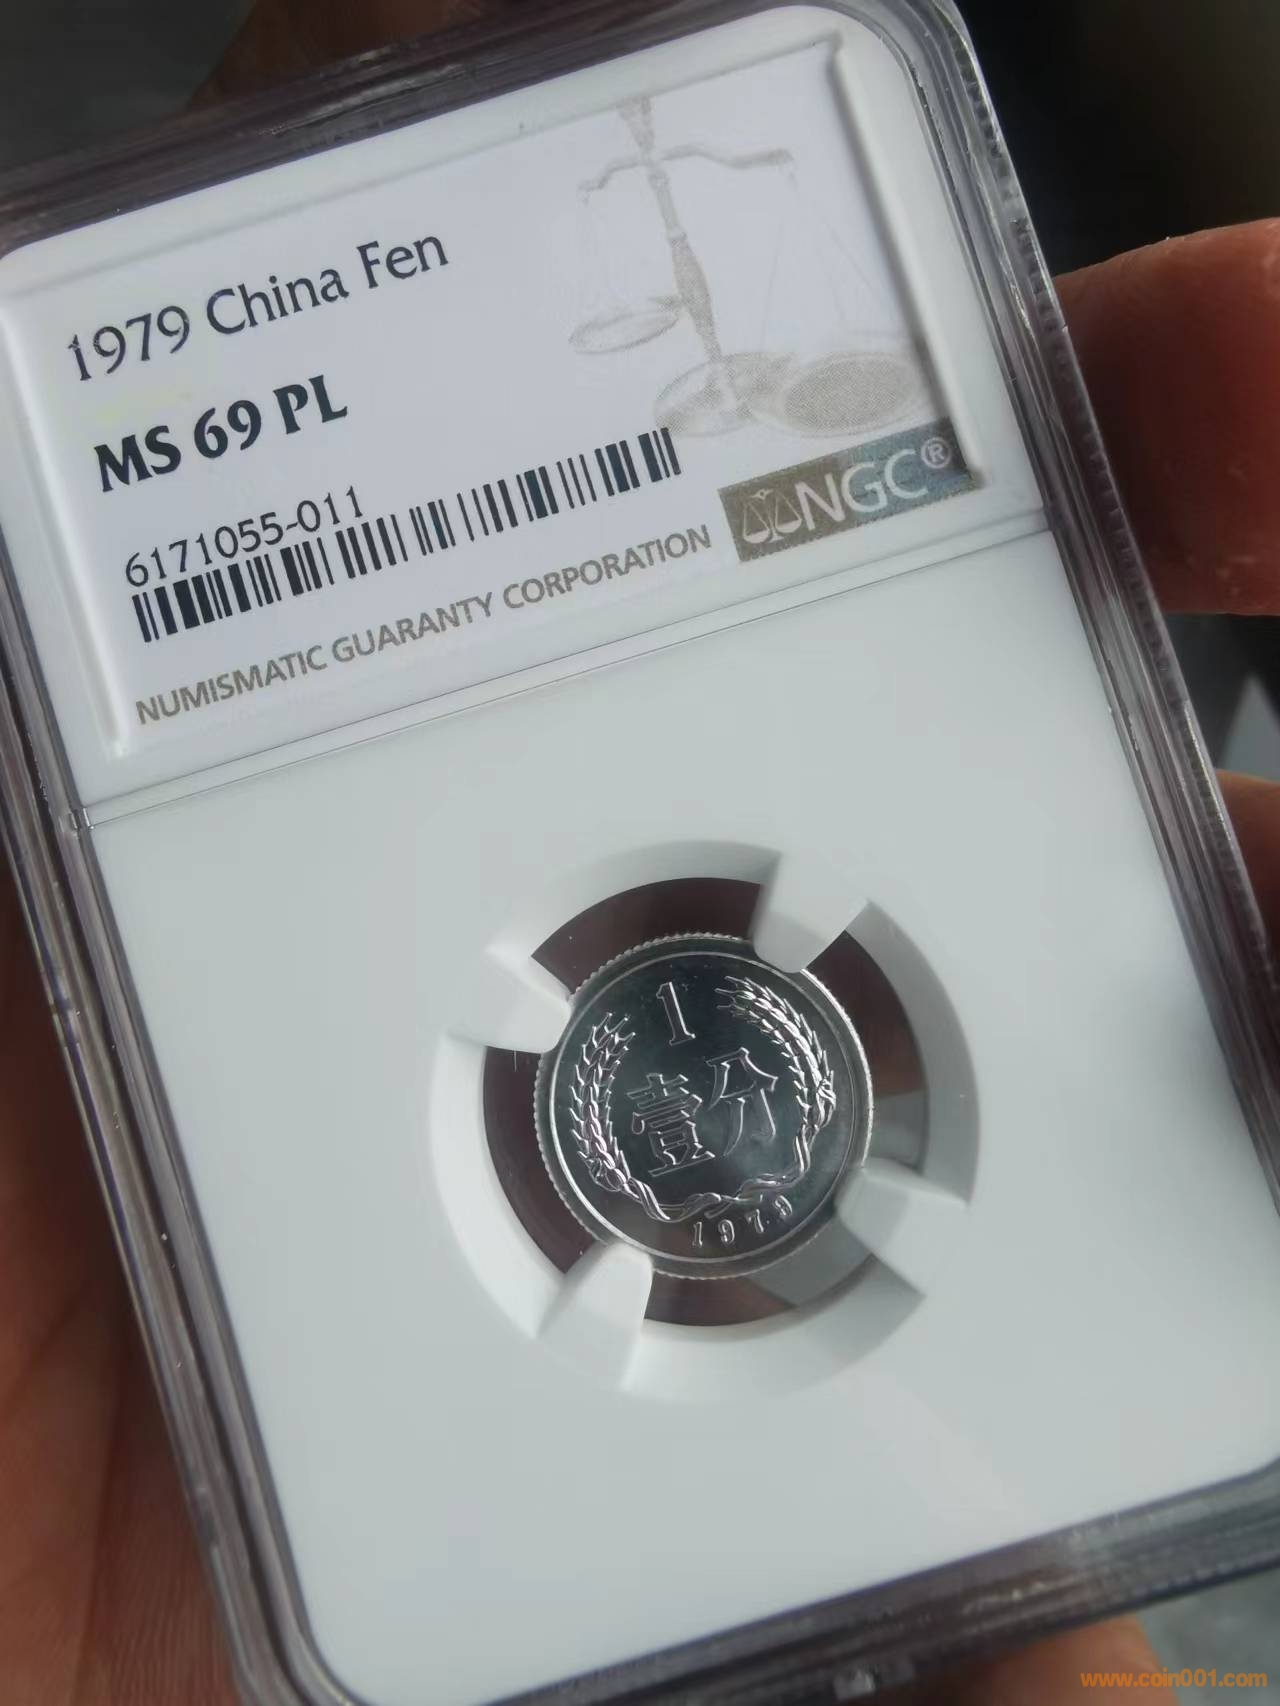 1979 China Fen
MS 69 PL
6171055-011
NGC®
NUMISMATIC GUARANTY CORPORATION
1
壹分
1979
www.coin001.com